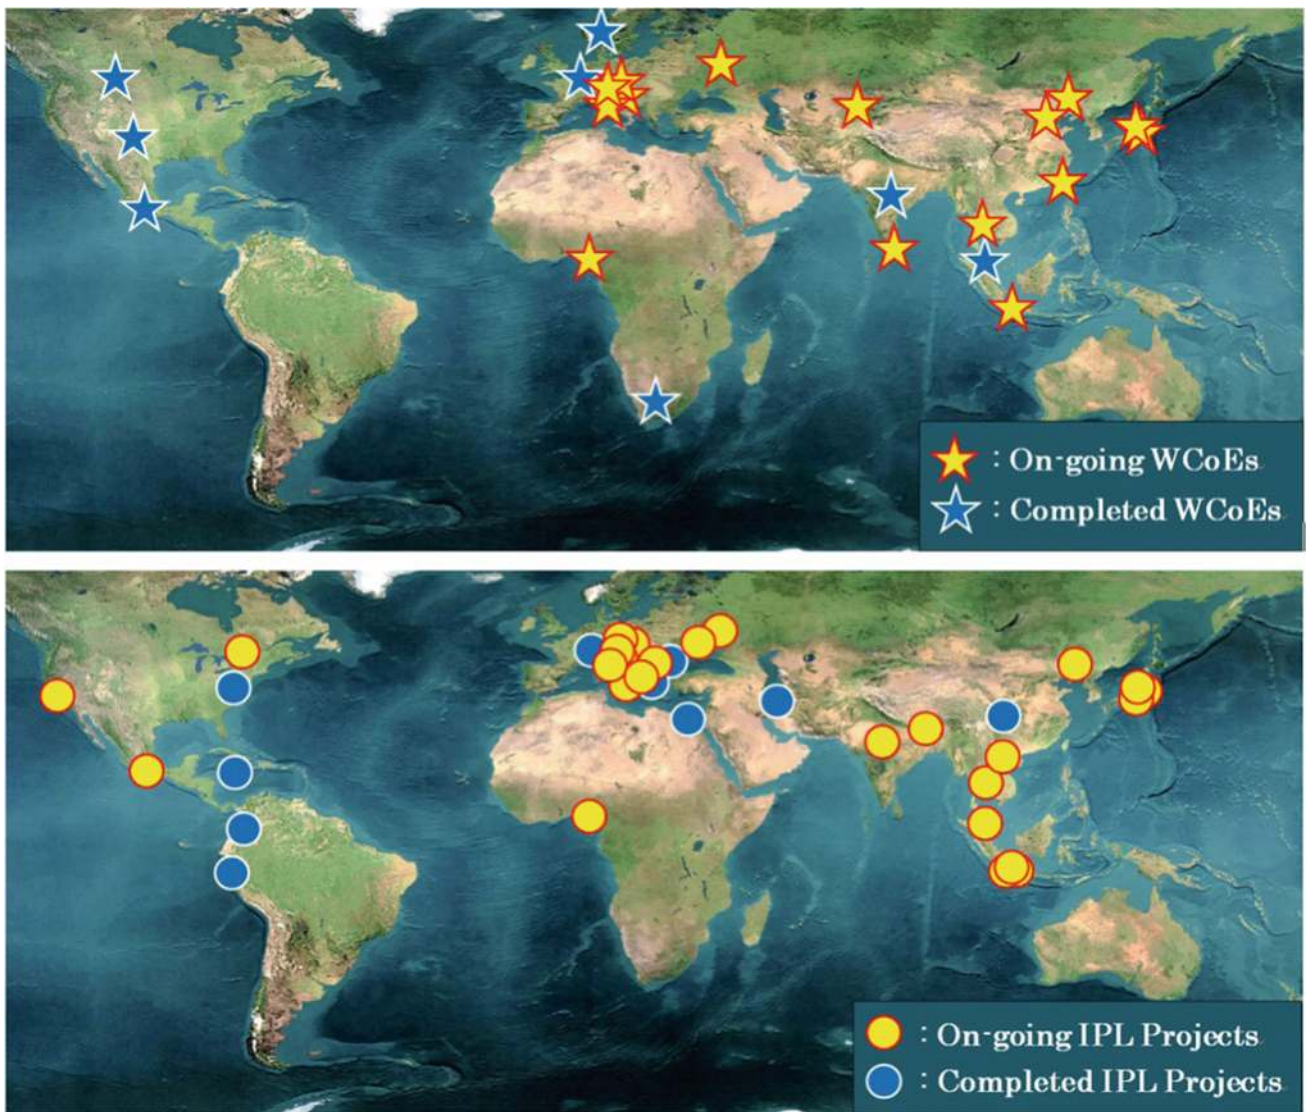 : On-going WCoEs
: Completed WCoEs
: On-going IPL Projects
: Completed IPL Projects